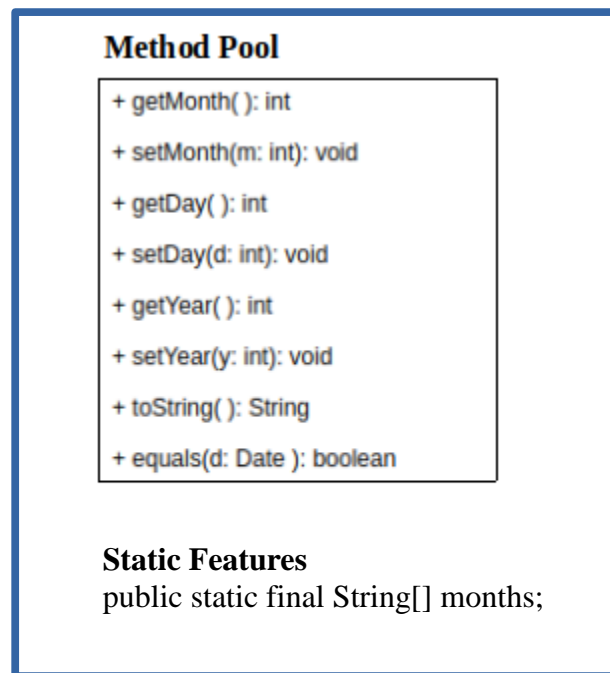 Method Pool
+ getMonth( ): int
+ setMonth(m: int): void
+ getDay( ): int
+ setDay(d: int): void
+ getYear( ): int
+ setYear(y: int): void
+ toString( ): String
+ equals(d: Date ): boolean
Static Features
public static final String[] months;